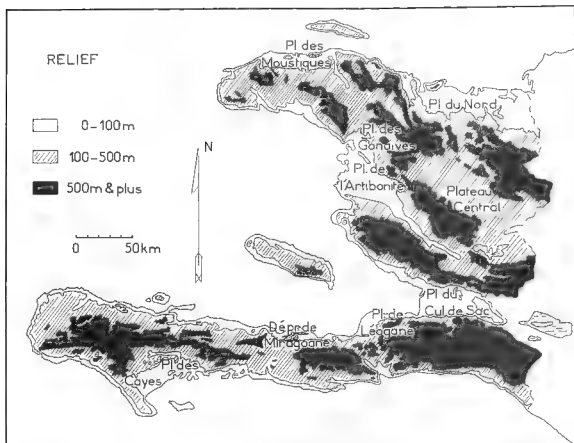 RELIEF
0-100m
100-500m
500m & plus
0 50km
N
Pl des
Moustiques
Pl du Nord
Pl des
Gonaïves
Pl. de
l'Artibonite
Plateau
Central
Pl du
Cul de Sac
Pl. de
Léogane
Dépr de
Miragoane
Pl des
Cayes